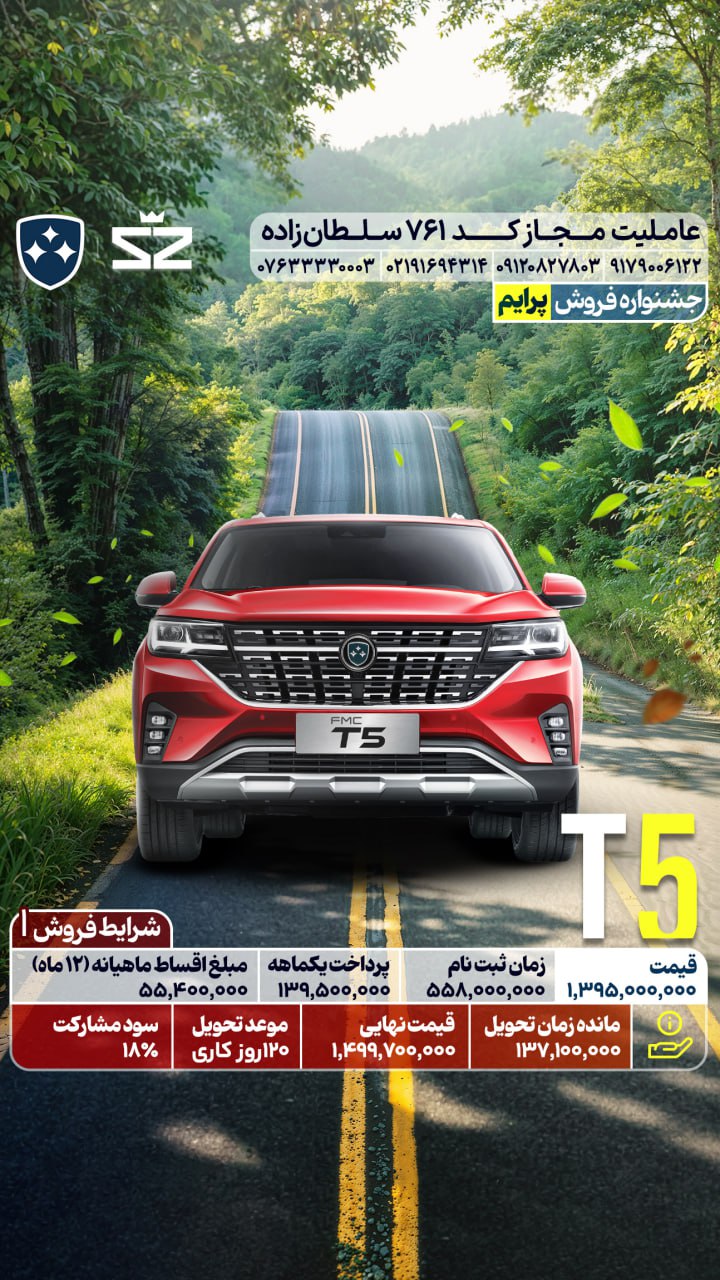 عاملیت مجاز کد ۷۶۱ سلطان‌زاده
۹۱۷۹۰۰۶۱۲۲ ۰۹۱۲۰۸۲۷۸۰۳ ۰۲۱۹۱۶۹۴۳۱۴ ۰۷۶۳۳۳۳۰۰۰۳
جشنواره فروش پرایم
FMC
T5
T5
شرایط فروش ۱
قیمت زمان ثبت نام پرداخت یکماهه مبلغ اقساط ماهیانه (۱۲ ماه)
۱,۳۹۵,۰۰۰,۰۰۰ ۵۵۸,۰۰۰,۰۰۰ ۱۳۹,۵۰۰,۰۰۰ ۵۵,۴۰۰,۰۰۰
مانده زمان تحویل قیمت نهایی موعد تحویل سود مشارکت
۱۳۷,۱۰۰,۰۰۰ ۱,۴۹۹,۷۰۰,۰۰۰ ۱۲۰روز کاری ۱۸%